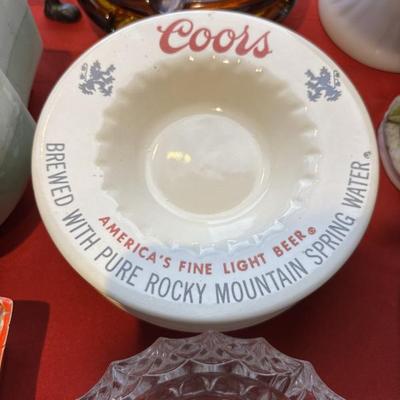 Coors
AMERICA'S FINE LIGHT BEER®
BREWED WITH PURE ROCKY MOUNTAIN SPRING WATER®